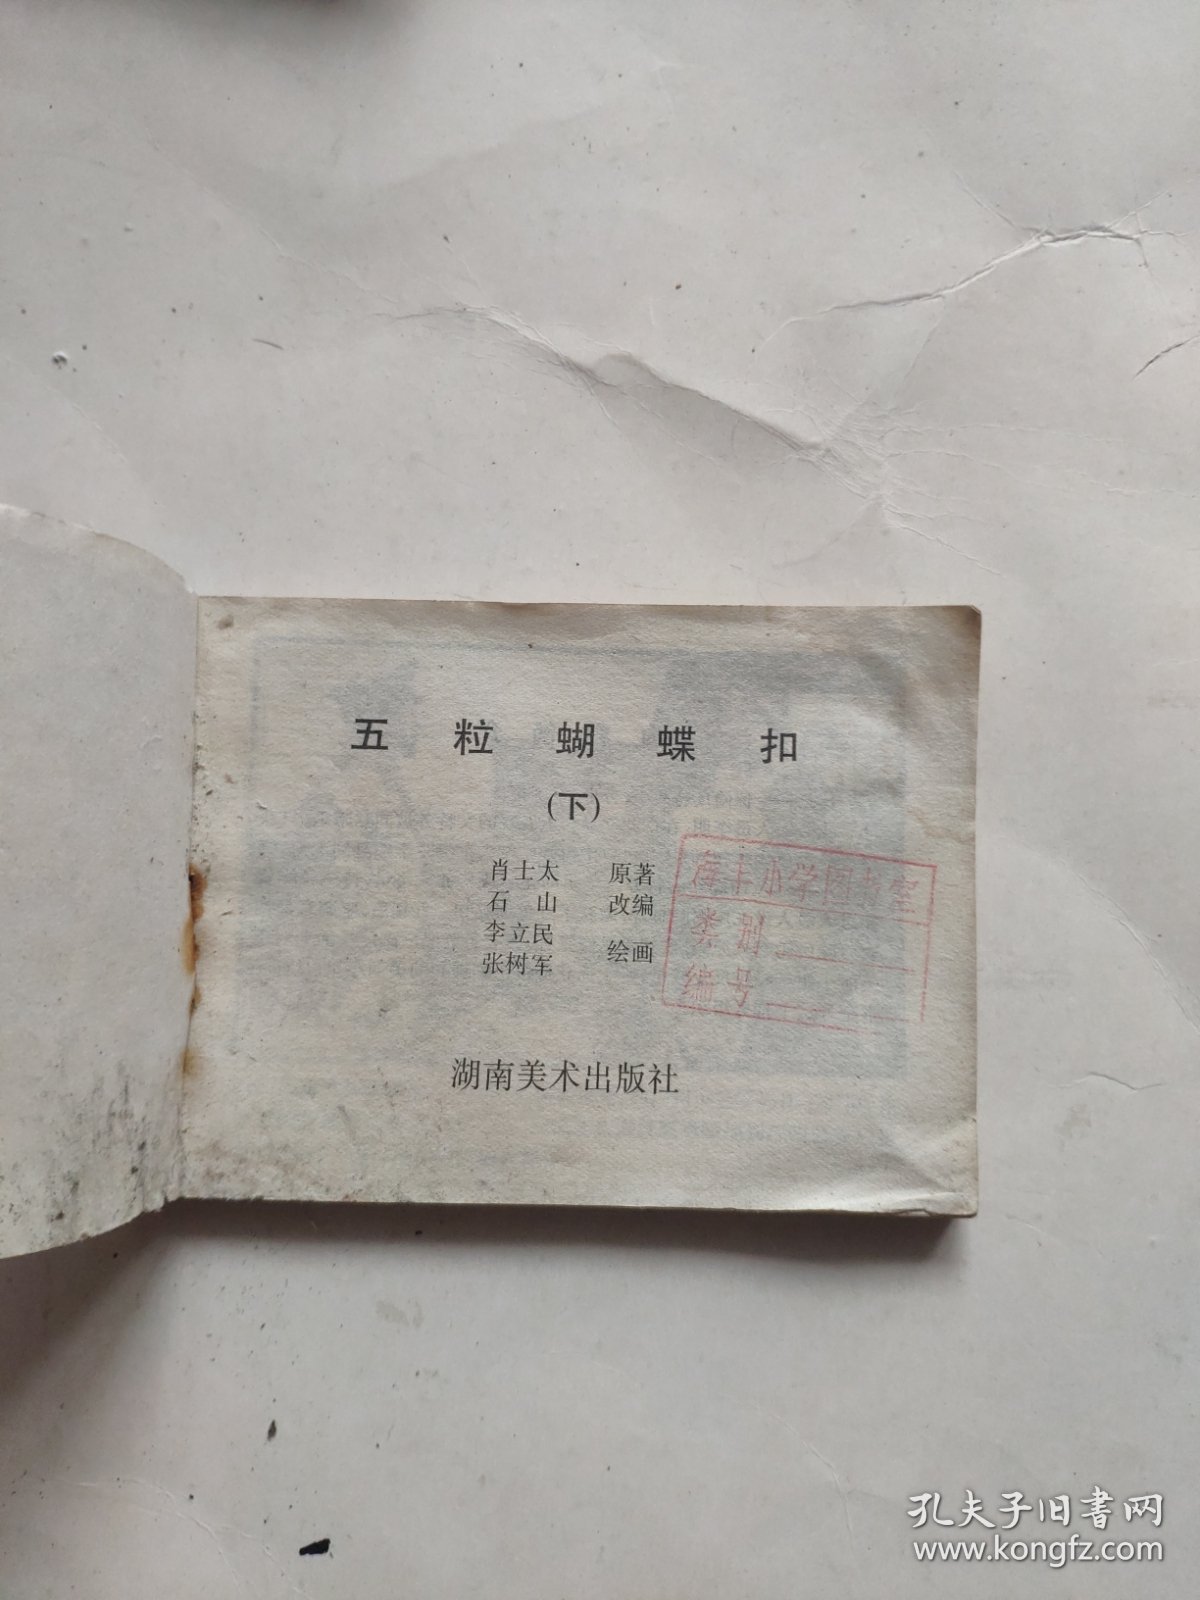 五粒蝴蝶扣
(下)
肖士太 原著
石山 改编
李立民
张树军 绘画
湖南美术出版社
小学图书室
类别
编号
孔夫子旧书网
www.kongfz.com